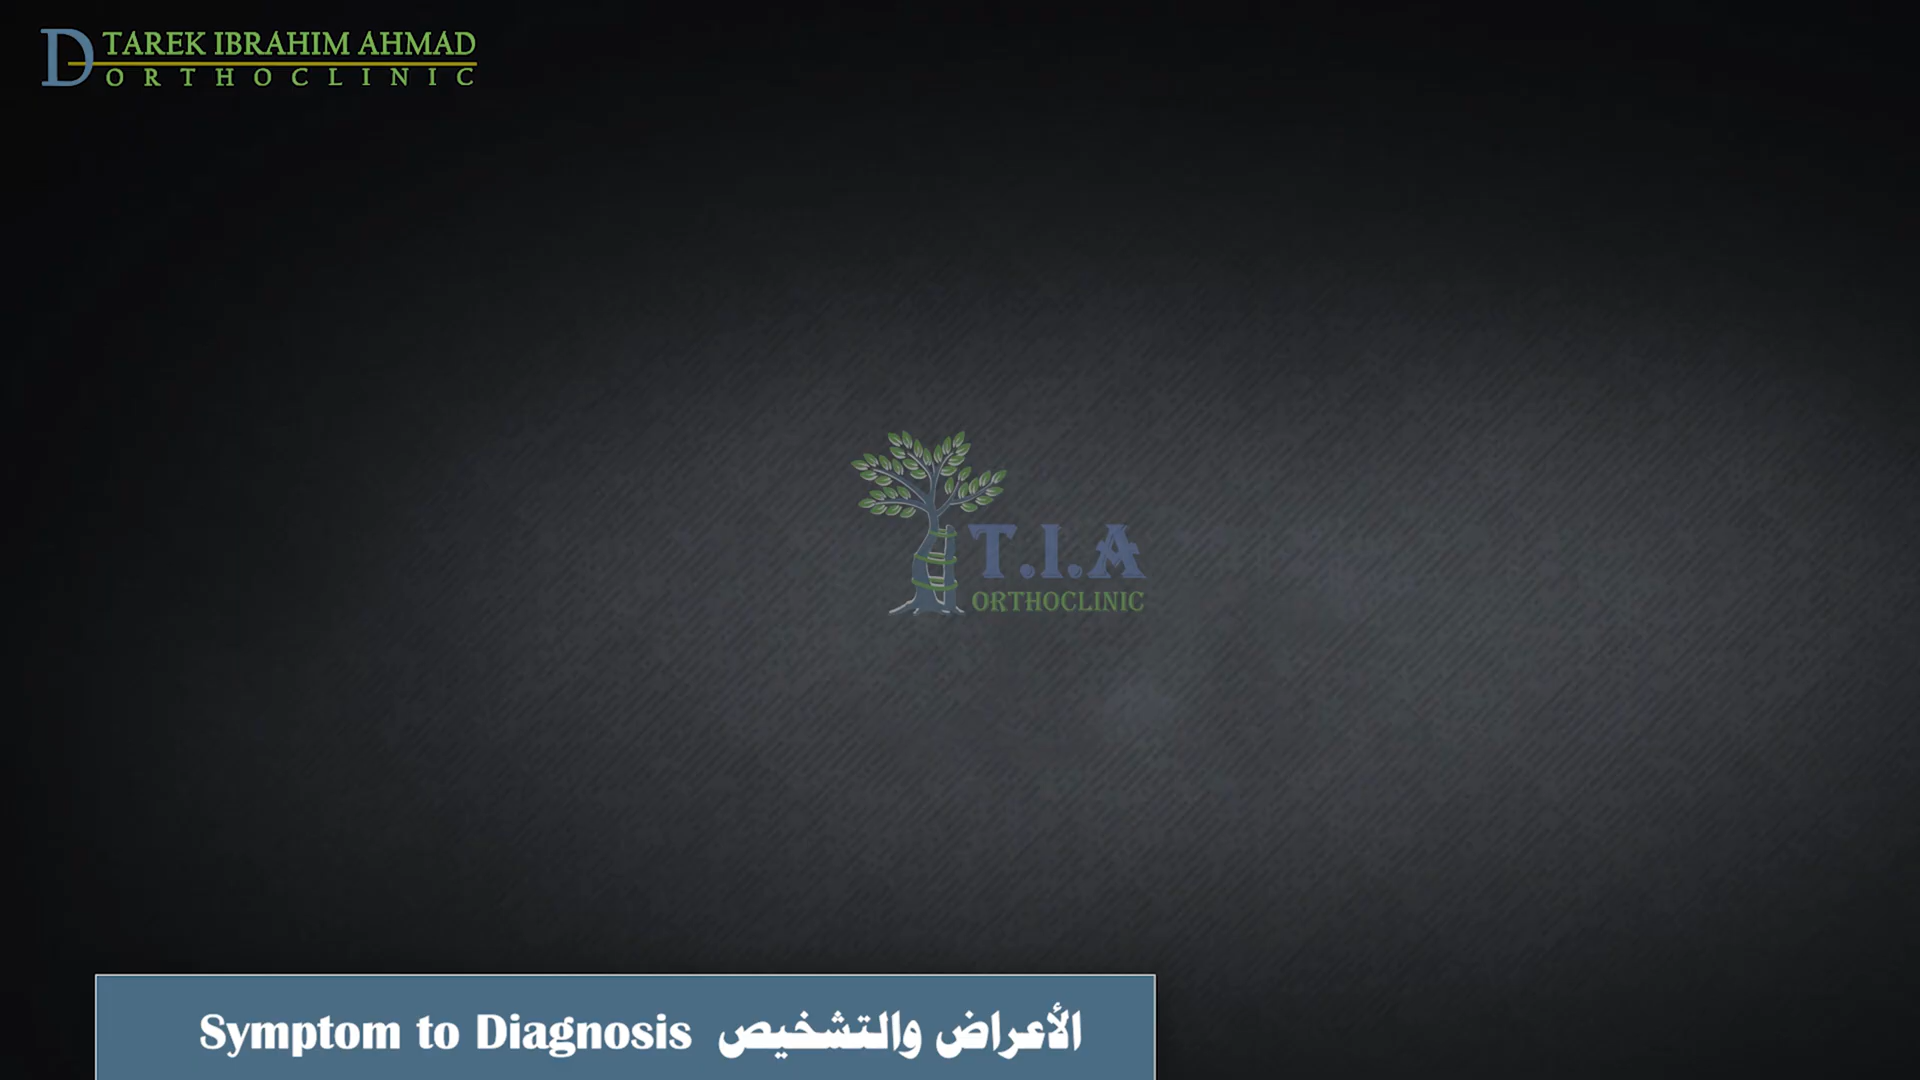 D TAREK IBRAHIM AHMAD
ORTHOCLINIC
T.I.A
ORTHOCLINIC
Symptom to Diagnosis الأعراض والتشخيص